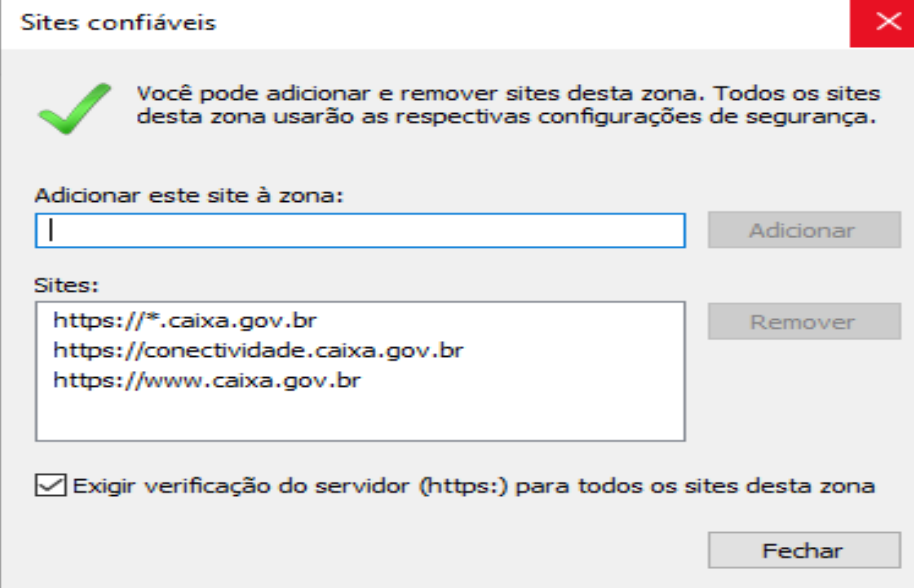 Sites confiáveis
Você pode adicionar e remover sites desta zona. Todos os sites
desta zona usarão as respectivas configurações de segurança.
Adicionar este site à zona:
Adicionar
Sites:
https://*.caixa.gov.br
https://conectividade.caixa.gov.br
https://www.caixa.gov.br
Remover
Exigir verificação do servidor (https:) para todos os sites desta zona
Fechar